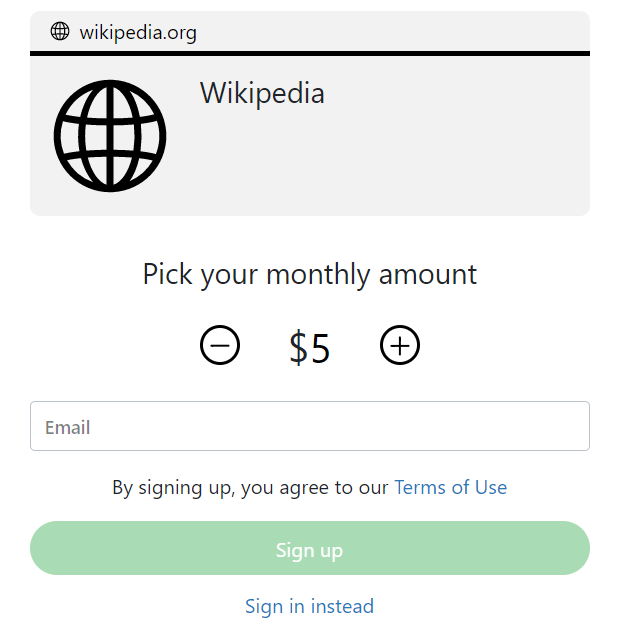 wikipedia.org
Wikipedia
Pick your monthly amount
$5
Email
By signing up, you agree to our Terms of Use
Sign up
Sign in instead